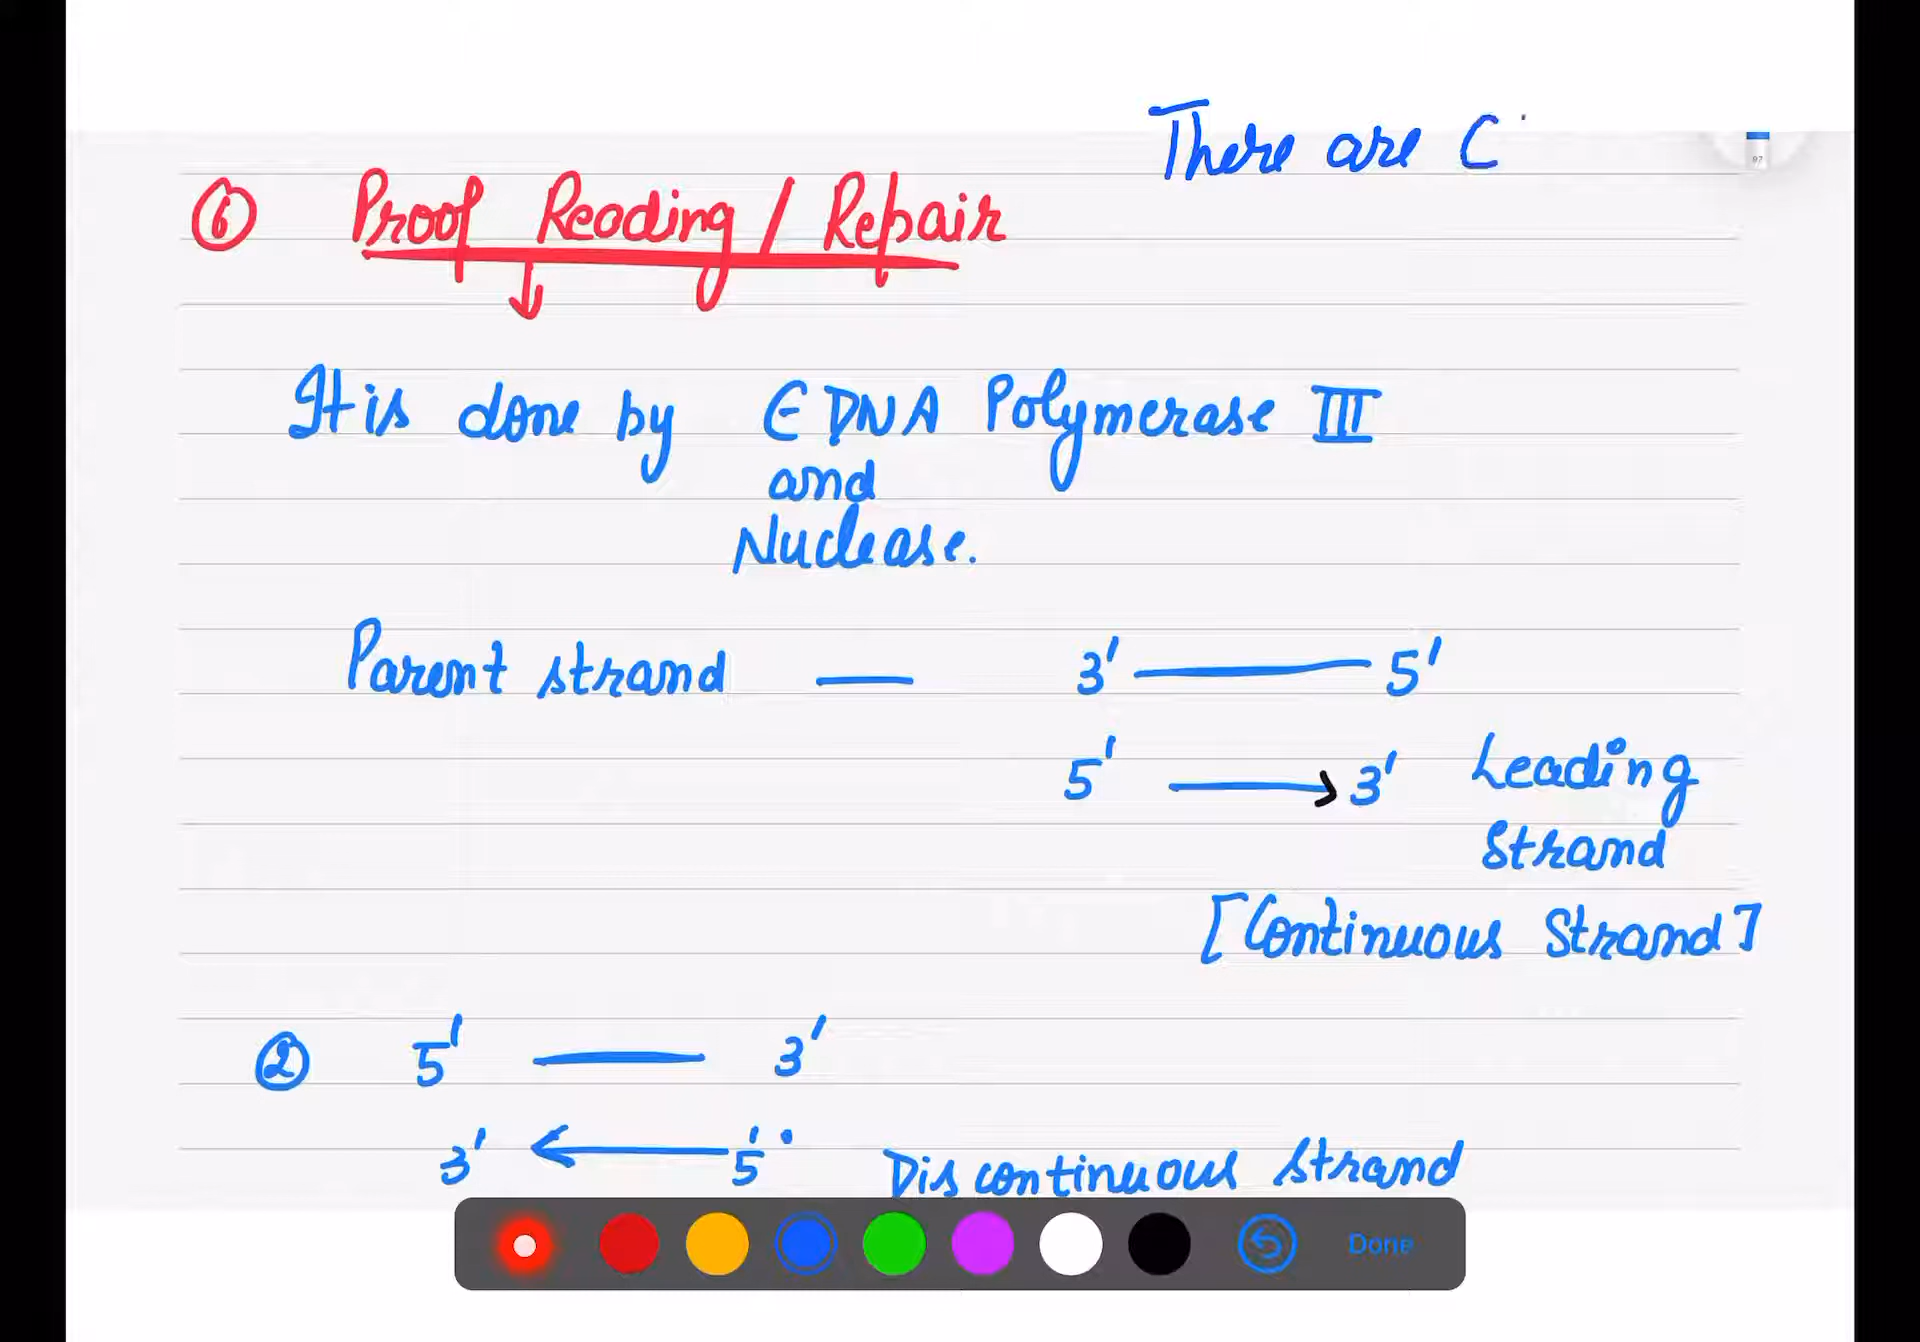 There are C
⑥ Proof Reading / Repair
It is done by ∈ DNA Polymerase III
and
Nuclease.
Parent strand — 3' — 5'
5' → 3' Leading
Strand
[Continuous Strand]
② 5' — 3'
3' ← 5' Discontinuous Strand
Done